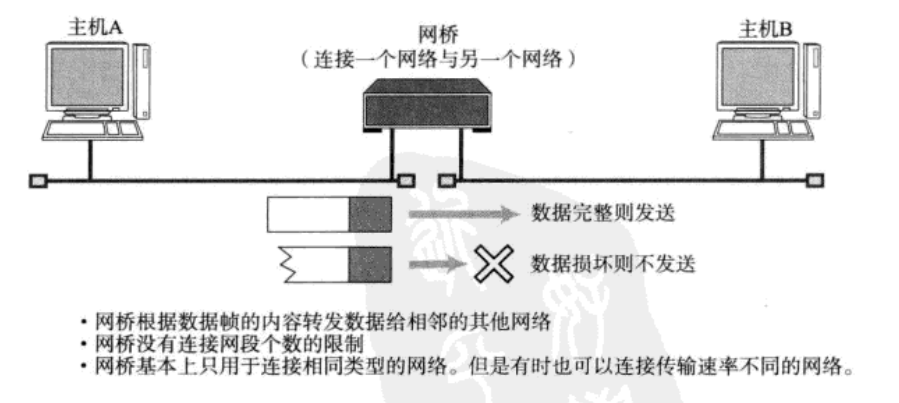 主机A
网桥
（连接一个网络与另一个网络）
主机B
数据完整则发送
数据损坏则不发送
・网桥根据数据帧的内容转发数据给相邻的其他网络
・网桥没有连接网段个数的限制
・网桥基本上只用于连接相同类型的网络。但是有时也可以连接传输速率不同的网络。